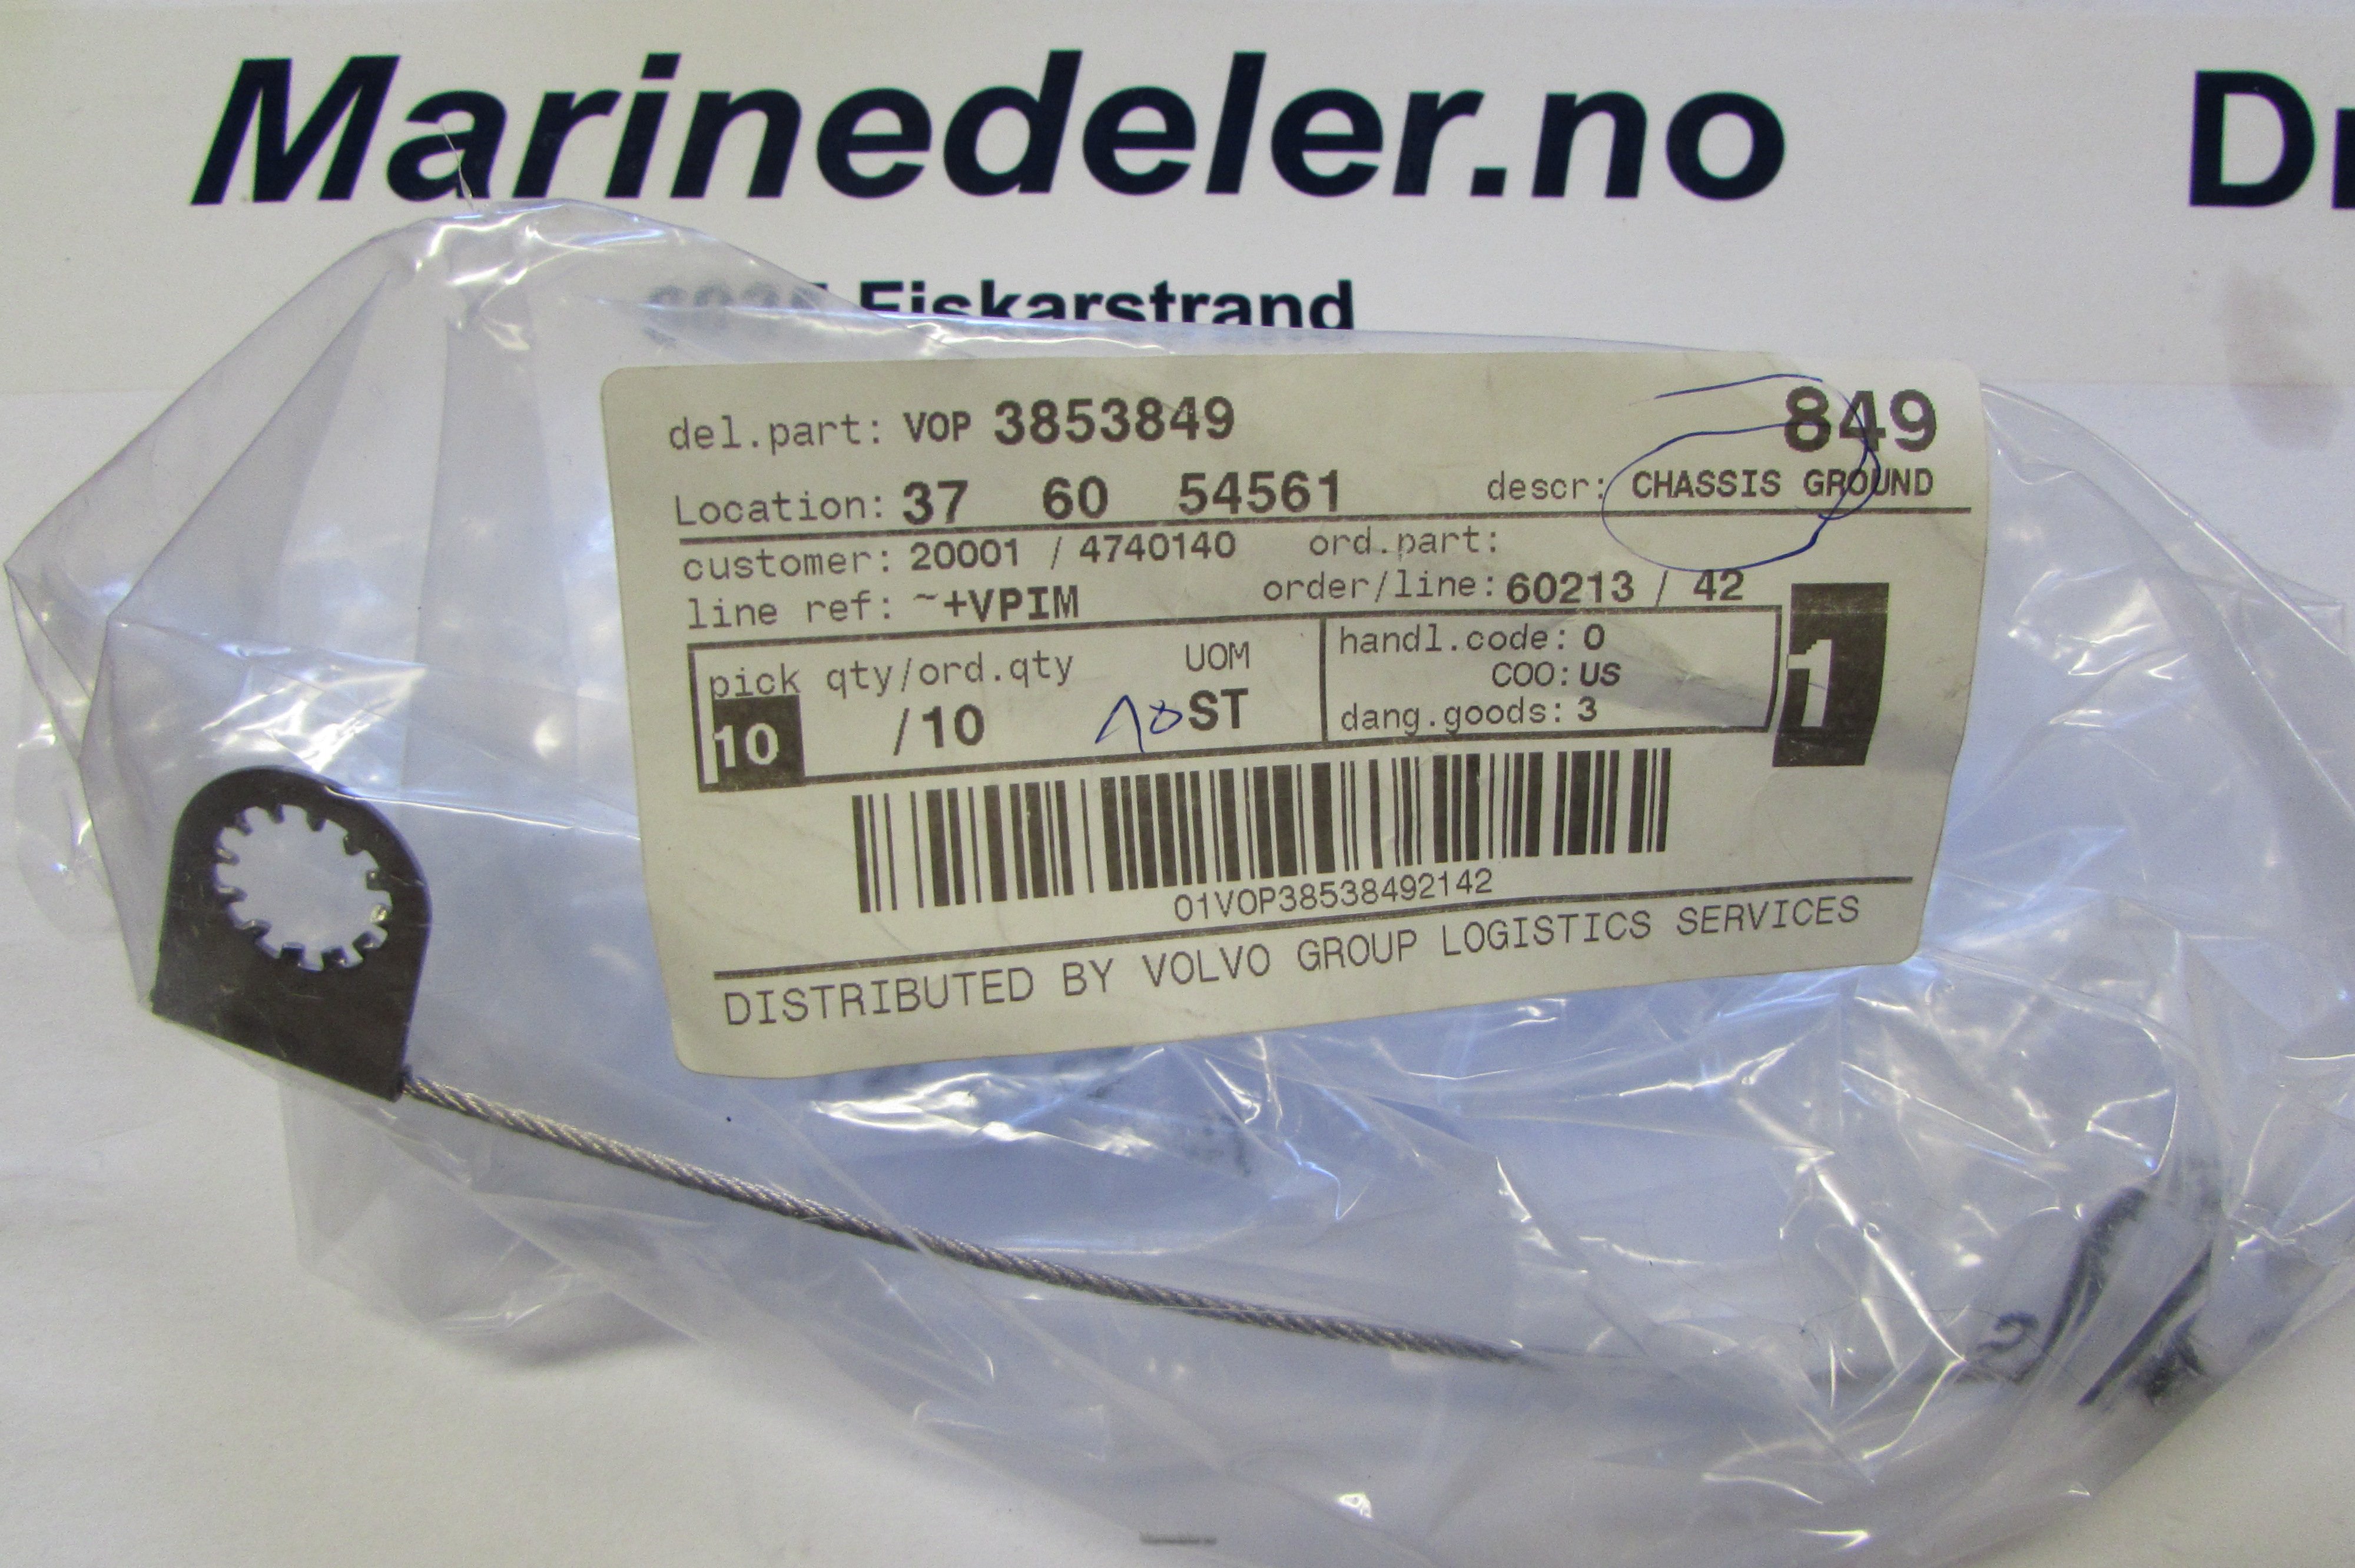 Marinedeler.no
Dr
Fiskarstrand
del.part: VOP 3853849
849
Location: 37 60 54561 descr: CHASSIS GROUND
customer: 20001 / 4740140 ord.part:
line ref: ~+VPIM order/line: 60213 / 42
pick qty/ord.qty UOM
10 /10 10 ST
handl.code: 0
COO: US
dang.goods: 3
1
01VOP38538492142
DISTRIBUTED BY VOLVO GROUP LOGISTICS SERVICES